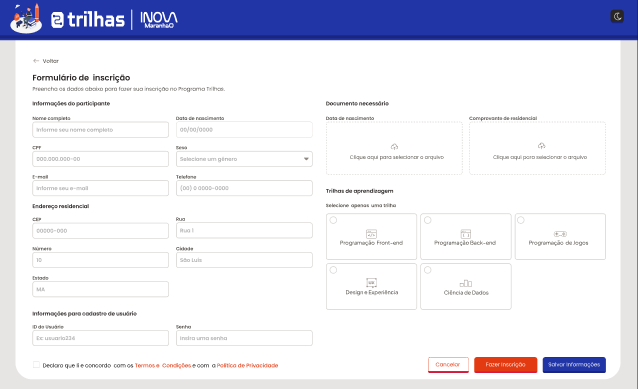 trilhas
INOVA
Maranhão
Voltar
Formulário de inscrição
Preencha os dados abaixo para fazer sua inscrição no Programa Trilhas.
Informações do participante
Nome completo
Informe seu nome completo
Data de nascimento
00/00/0000
CPF
000.000.000-00
Sexo
Selecione um gênero
E-mail
Informe seu e-mail
Telefone
(00) 0 0000-0000
Endereço residencial
CEP
00000-000
Rua
Rua 1
Número
15
Cidade
São Luís
Estado
MA
Informações para cadastro de usuário
ID do Usuário
Ex: usuario234
Senha
Insira uma senha
Declaro que li e concordo com os Termos e Condições e com a Política de Privacidade
Documento necessário
Data de nascimento
Clique aqui para selecionar o arquivo
Comprovante de residencial
Clique aqui para selecionar o arquivo
Trilhas de aprendizagem
Selecione apenas uma trilha
Programação Front-end
Programação Back-end
Programação de Jogos
Design e Experiência
Ciência de Dados
Cancelar
Fazer Inscrição
Salvar Informações